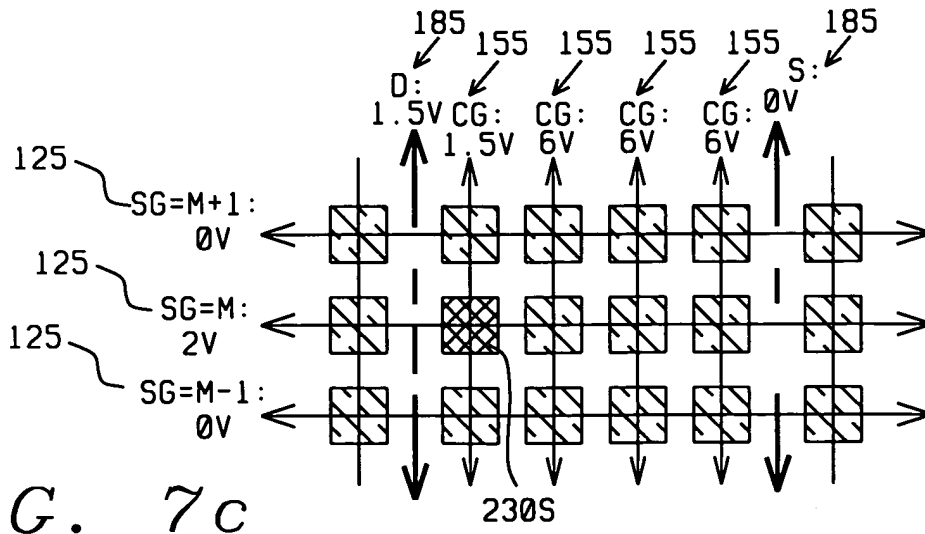 185 155 155 155 155 185
D: S:
1.5V CG: CG: CG: CG: 0V
1.5V 6V 6V 6V
125 SG=M+1:
0V
125 SG=M:
2V
125 SG=M-1:
0V
230S
G. 7c